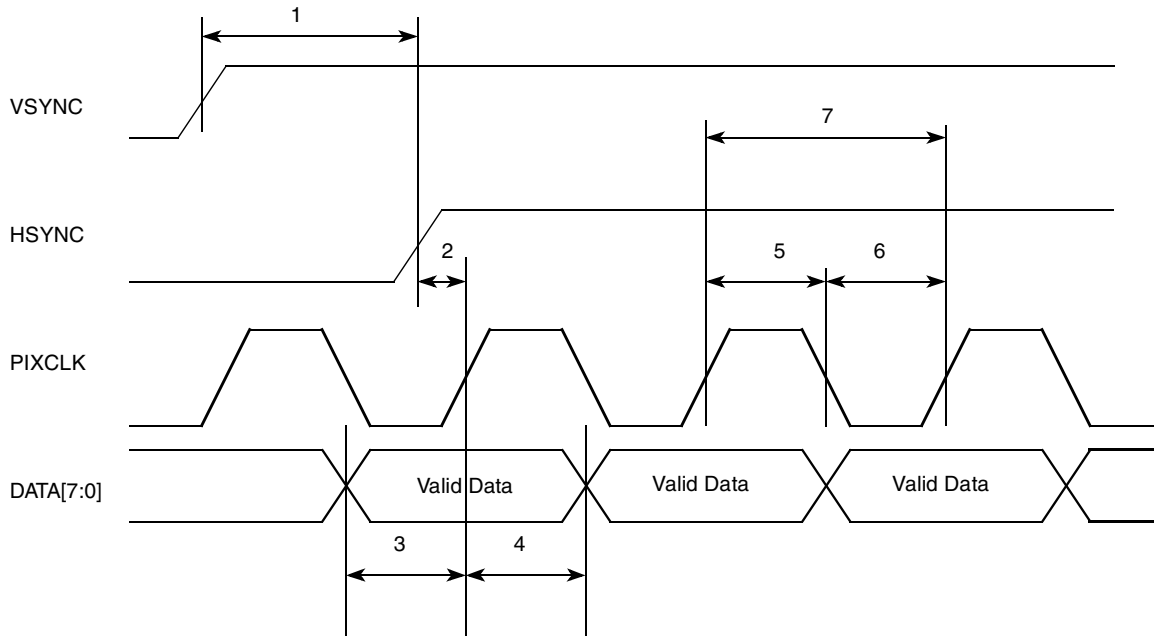 1
VSYNC
7
HSYNC
2
5
6
PIXCLK
DATA[7:0]
Valid Data
Valid Data
Valid Data
3
4